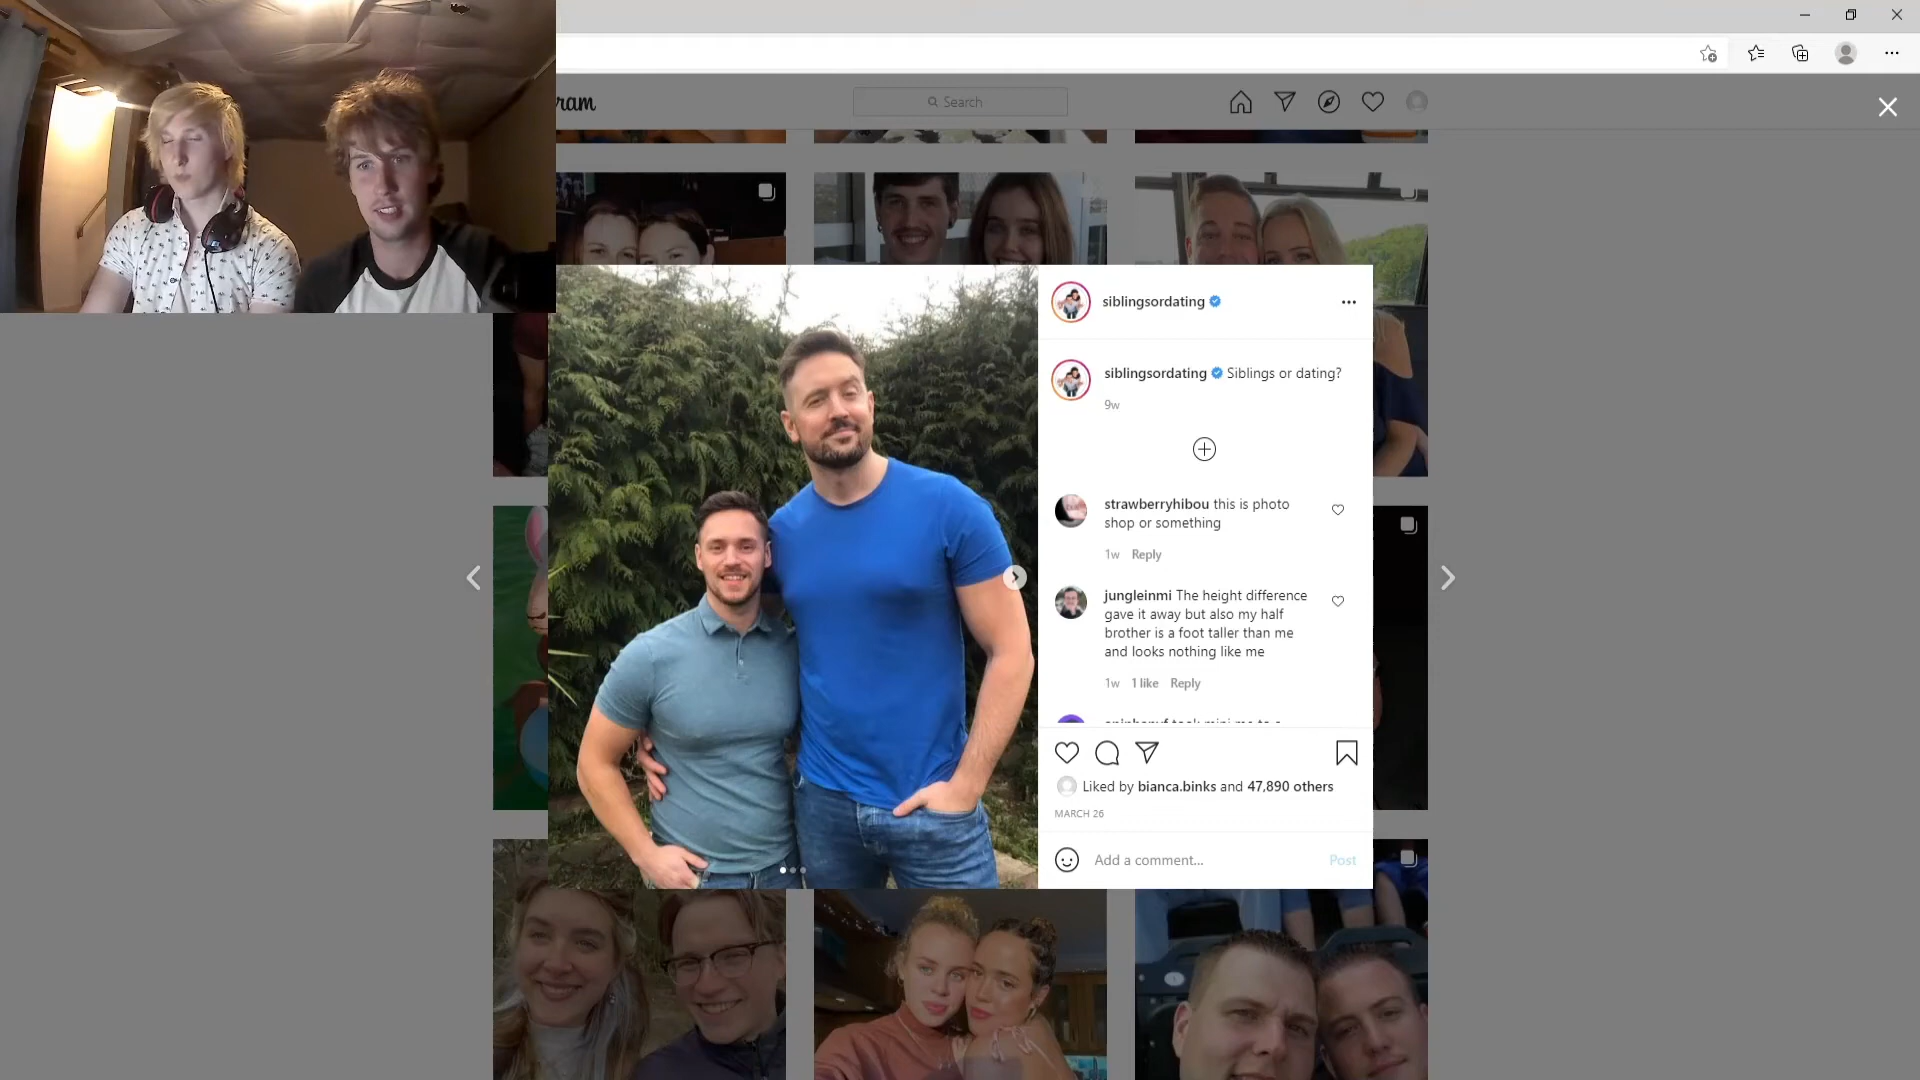 ram
Search
siblingsordating
siblingsordating Siblings or dating?
9w
strawberryhibou this is photo
shop or something
1w Reply
jungleinmi The height difference
gave it away but also my half
brother is a foot taller than me
and looks nothing like me
1w 1 like Reply
Liked by bianca.binks and 47,890 others
MARCH 26
Add a comment... Post